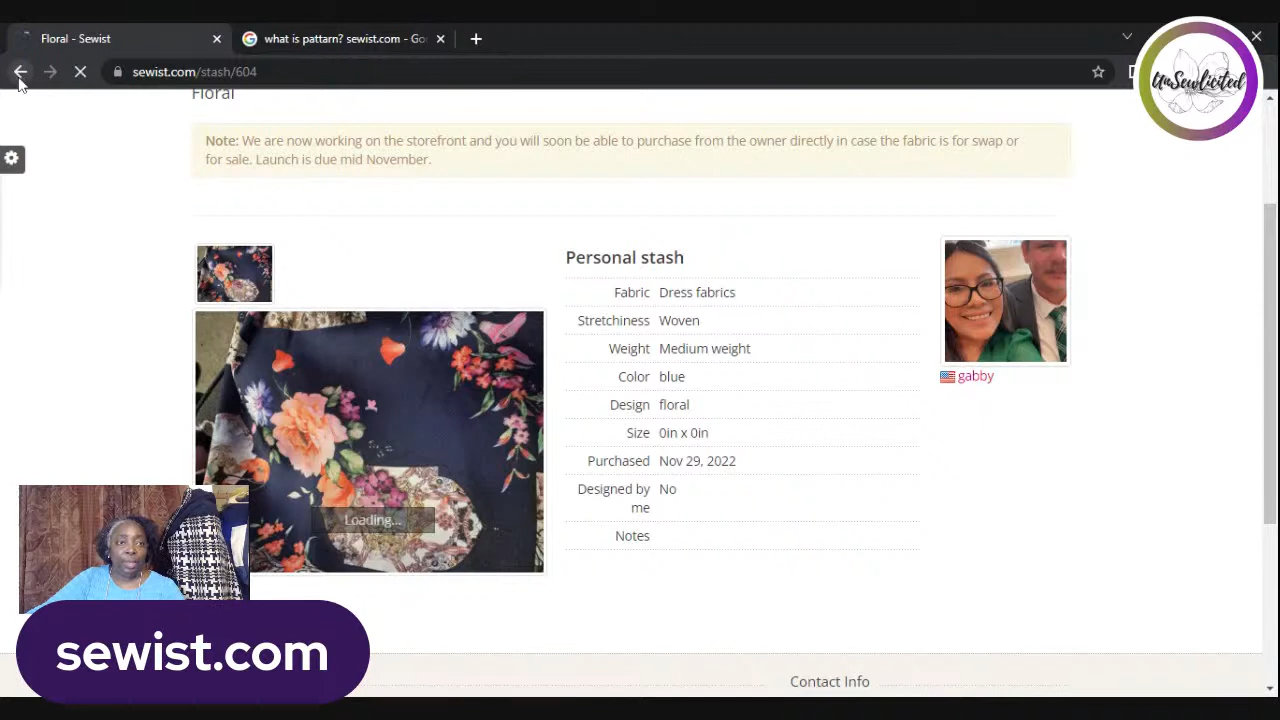 Floral - Sewist
what is pattarn? sewist.com - Go
UnSewlicited
sewist.com/stash/604
Floral
Note: We are now working on the storefront and you will soon be able to purchase from the owner directly in case the fabric is for swap or
for sale. Launch is due mid November.
Personal stash
Fabric Dress fabrics
Stretchiness Woven
Weight Medium weight
Color blue
Design floral
Size 0in x 0in
Purchased Nov 29, 2022
Designed by No
me
Notes
gabby
Loading...
sewist.com
Contact Info